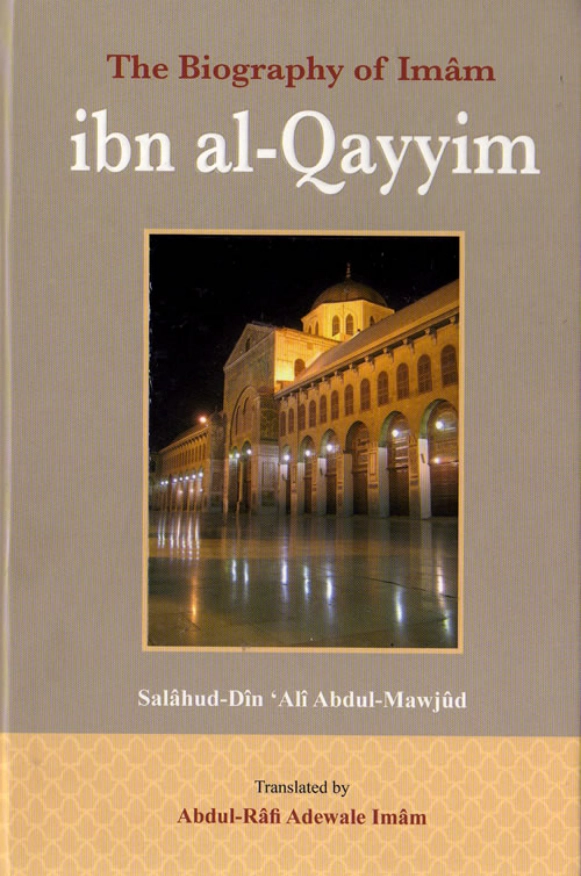 The Biography of Imâm
ibn al-Qayyim
Salâhud-Dîn ‘Alî Abdul-Mawjûd
Translated by
Abdul-Râfi Adewale Imâm